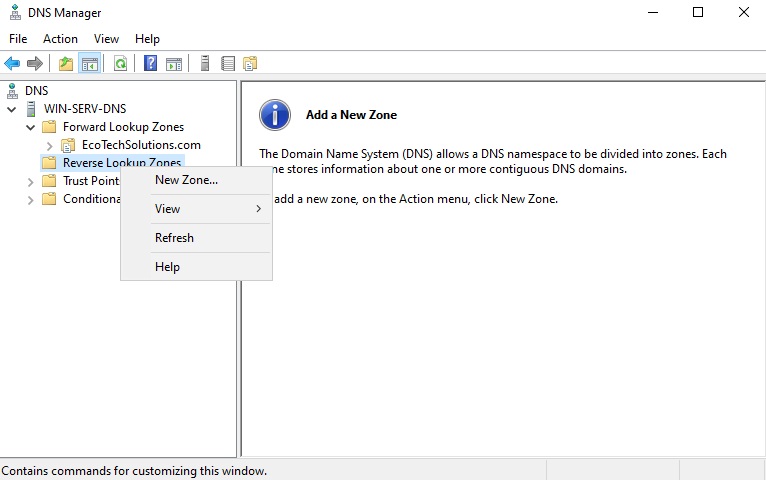 DNS Manager
File Action View Help
DNS
WIN-SERV-DNS
Forward Lookup Zones
EcoTechSolutions.com
Reverse Lookup Zones
Trust Point
Conditiona
New Zone...
View
Refresh
Help
Add a New Zone
The Domain Name System (DNS) allows a DNS namespace to be divided into zones. Each
ne stores information about one or more contiguous DNS domains.
add a new zone, on the Action menu, click New Zone.
Contains commands for customizing this window.